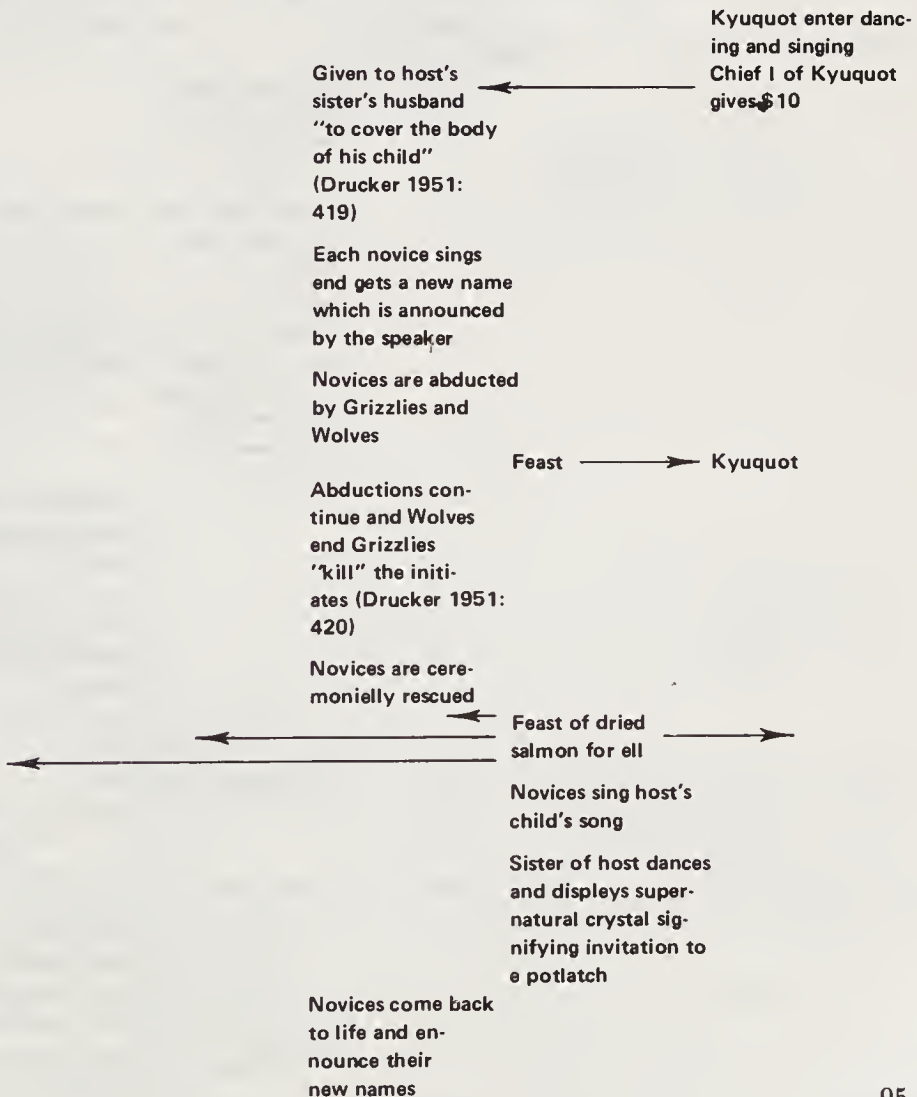 Kyuquot enter danc-
ing and singing
Chief I of Kyuquot
gives $10
Given to host's
sister's husband
"to cover the body
of his child"
(Drucker 1951:
419)
Each novice sings
end gets a new name
which is announced
by the speaker
Novices are abducted
by Grizzlies and
Wolves
Feast
Kyuquot
Abductions con-
tinue and Wolves
end Grizzlies
"kill" the initi-
ates (Drucker 1951:
420)
Novices are cere-
monielly rescued
Feast of dried
salmon for ell
Novices sing host's
child's song
Sister of host dances
and displeys super-
natural crystal sig-
nifying invitation to
e potlatch
Novices come back
to life and en-
nounce their
new names
95